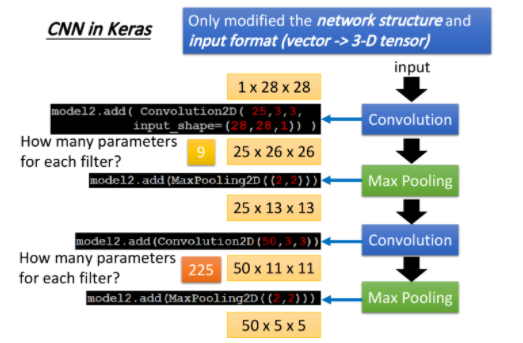 CNN in Keras
Only modified the network structure and
input format (vector -> 3-D tensor)
input
1 x 28 x 28
model2.add( Convolution2D( 25,3,3,
input_shape=(28,28,1)) )
Convolution
How many parameters
for each filter?
9
25 x 26 x 26
model2.add(MaxPooling2D((2,2)))
Max Pooling
25 x 13 x 13
model2.add(Convolution2D(50,3,3))
Convolution
How many parameters
for each filter?
225
50 x 11 x 11
model2.add(MaxPooling2D((2,2)))
Max Pooling
50 x 5 x 5